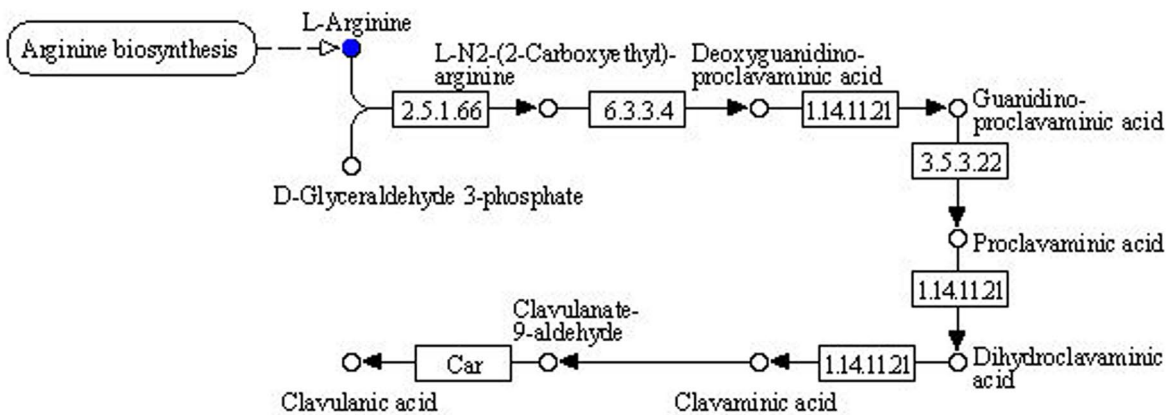 L-Arginine
Arginine biosynthesis
L-N2-(2-Carboxyethyl)-
arginine
Deoxyguanidino-
proclavaminic acid
2.5.1.66
6.3.3.4
1.14.11.21
Guanidino-
proclavaminic acid
3.5.3.22
D-Glyceraldehyde 3-phosphate
Proclavaminic acid
1.14.11.21
Clavulanate-
9-aldehyde
Car
1.14.11.21
Dihydroclavaminic
acid
Clavulanic acid
Clavaminic acid